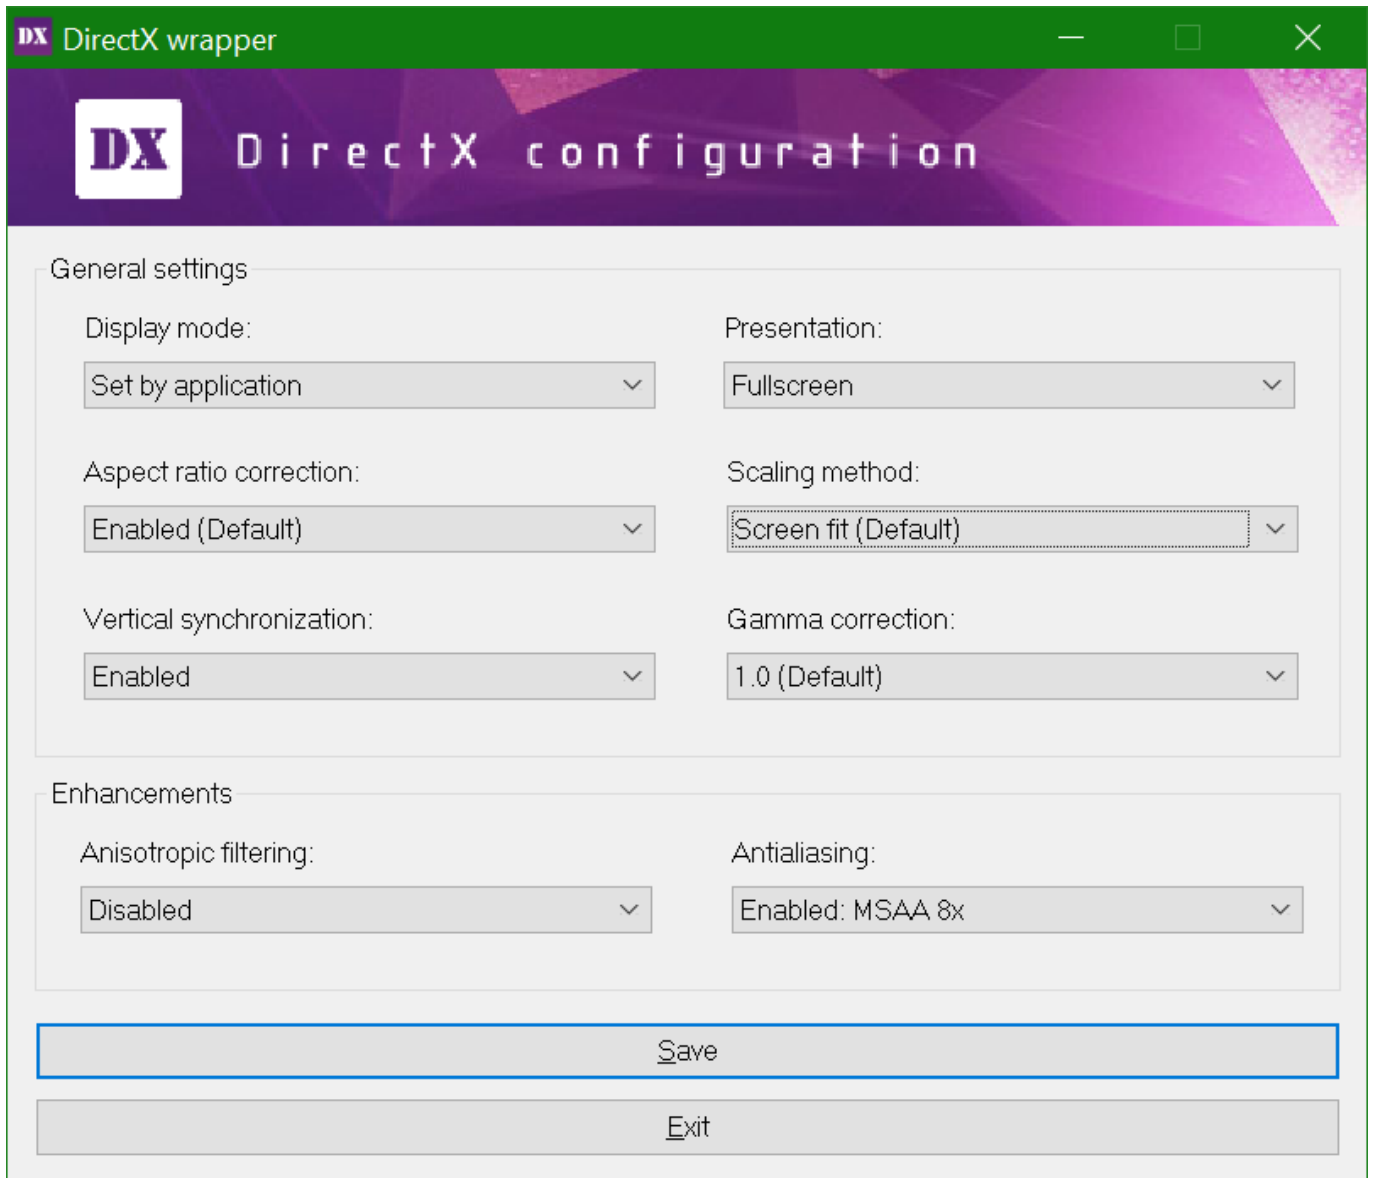 DX DirectX wrapper
DX DirectX configuration
General settings
Display mode:
Presentation:
Set by application
Fullscreen
Aspect ratio correction:
Scaling method:
Enabled (Default)
Screen fit (Default)
Vertical synchronization:
Gamma correction:
Enabled
1.0 (Default)
Enhancements
Anisotropic filtering:
Antialiasing:
Disabled
Enabled: MSAA 8x
Save
Exit